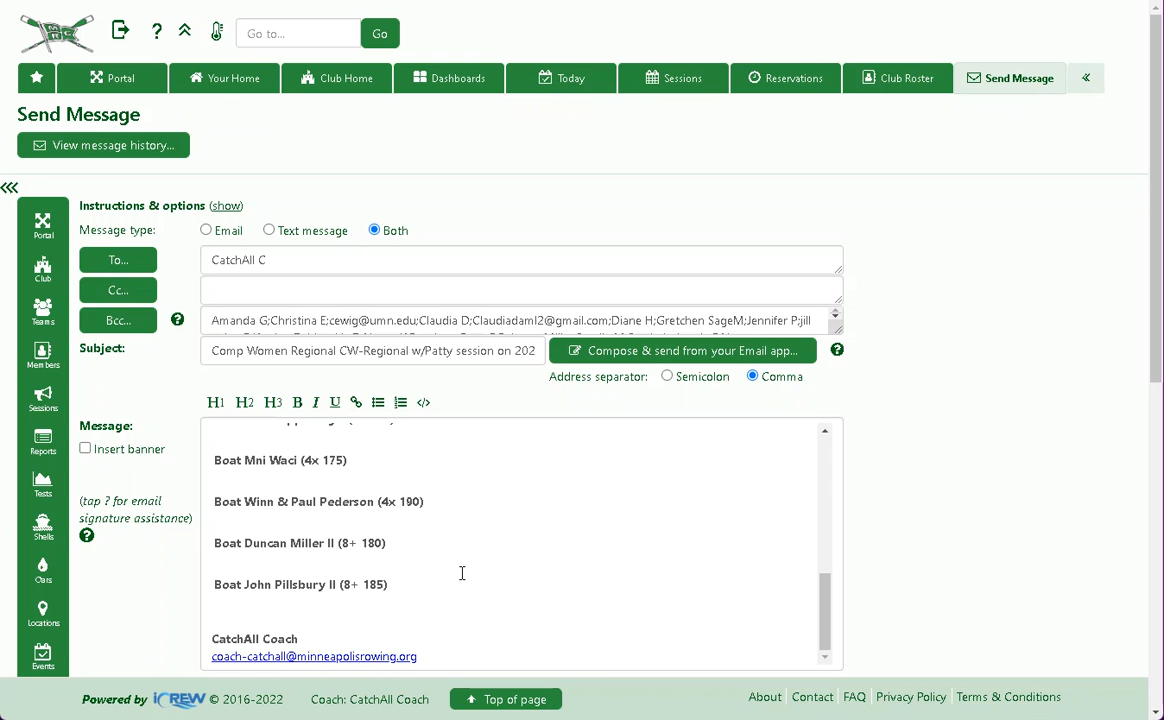 Go to...
Go
Portal
Your Home
Club Home
Dashboards
Today
Sessions
Reservations
Club Roster
Send Message
Send Message
View message history...
Instructions & options (show)
Message type:
Email
Text message
Both
To...
CatchAll C
Cc...
Bcc...
Amanda G;Christina E;cewig@umn.edu;Claudia D;Claudiadaml2@gmail.com;Diane H;Gretchen SageM;Jennifer P;jill
Subject:
Comp Women Regional CW-Regional w/Patty session on 202
Compose & send from your Email app...
Address separator:
Semicolon
Comma
H1 H2 H3 B I U
Message:
Insert banner
(tap ? for email
signature assistance)
Boat Mni Waci (4x 175)
Boat Winn & Paul Pederson (4x 190)
Boat Duncan Miller II (8+ 180)
Boat John Pillsbury II (8+ 185)
CatchAll Coach
coach-catchall@minneapolisrowing.org
Portal
Club
Teams
Members
Sessions
Reports
Tests
Shells
Oars
Locations
Events
Powered by iCREW © 2016-2022
Coach: CatchAll Coach
Top of page
About
Contact
FAQ
Privacy Policy
Terms & Conditions